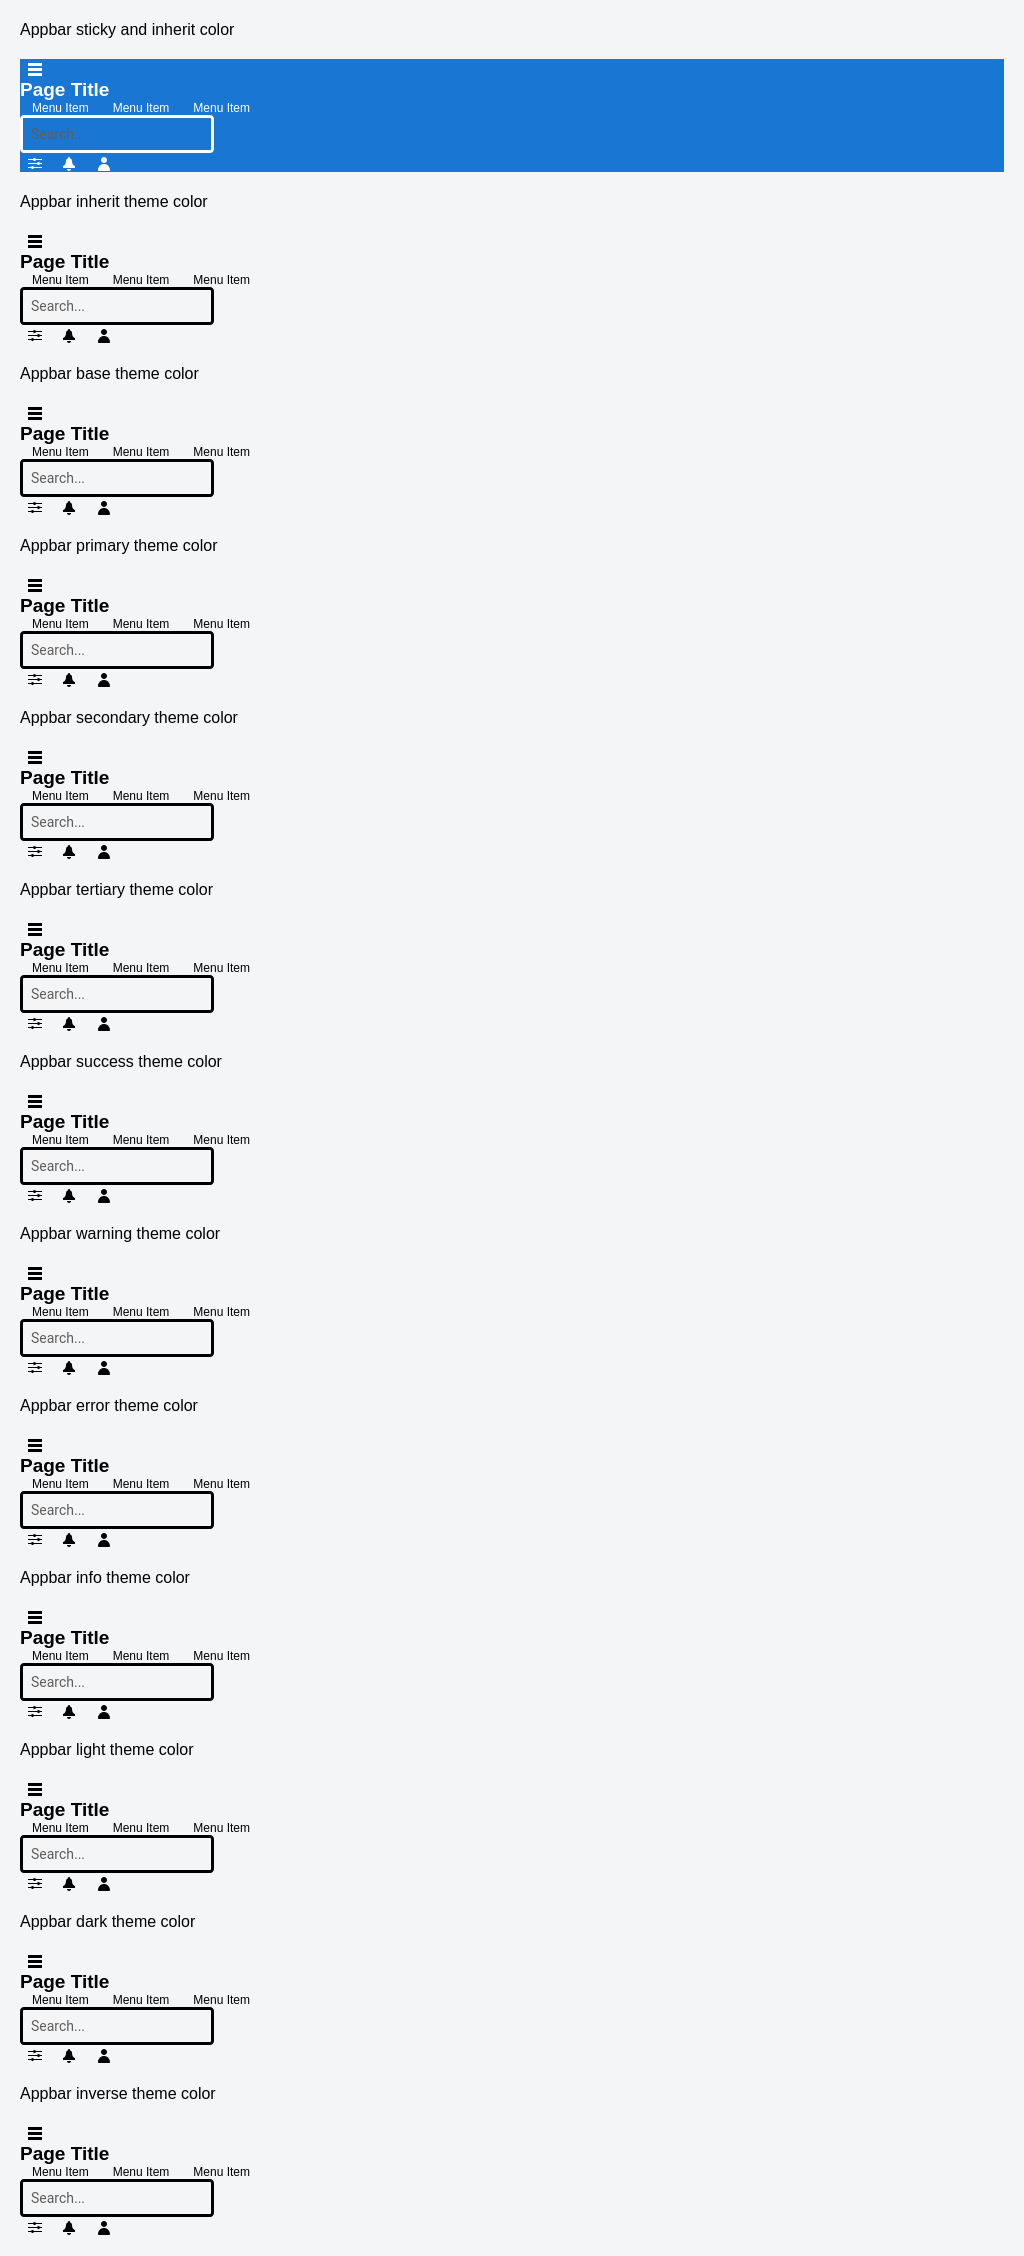 Appbar sticky and inherit color
Page Title
Menu Item Menu Item Menu Item
Search...
Appbar inherit theme color
Page Title
Menu Item Menu Item Menu Item
Search...
Appbar base theme color
Page Title
Menu Item Menu Item Menu Item
Search...
Appbar primary theme color
Page Title
Menu Item Menu Item Menu Item
Search...
Appbar secondary theme color
Page Title
Menu Item Menu Item Menu Item
Search...
Appbar tertiary theme color
Page Title
Menu Item Menu Item Menu Item
Search...
Appbar success theme color
Page Title
Menu Item Menu Item Menu Item
Search...
Appbar warning theme color
Page Title
Menu Item Menu Item Menu Item
Search...
Appbar error theme color
Page Title
Menu Item Menu Item Menu Item
Search...
Appbar info theme color
Page Title
Menu Item Menu Item Menu Item
Search...
Appbar light theme color
Page Title
Menu Item Menu Item Menu Item
Search...
Appbar dark theme color
Page Title
Menu Item Menu Item Menu Item
Search...
Appbar inverse theme color
Page Title
Menu Item Menu Item Menu Item
Search...